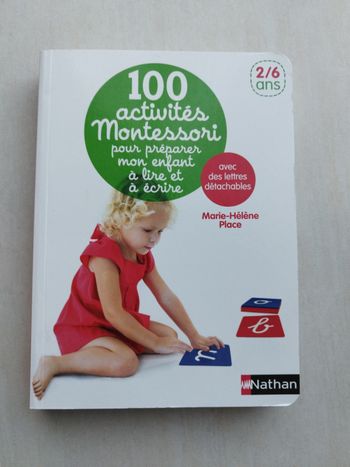 2/6
ans
100
activités
Montessori
pour préparer
mon enfant
à lire et
à écrire
avec
des lettres
détachables
Marie-Hélène
Place
n
b
Nathan